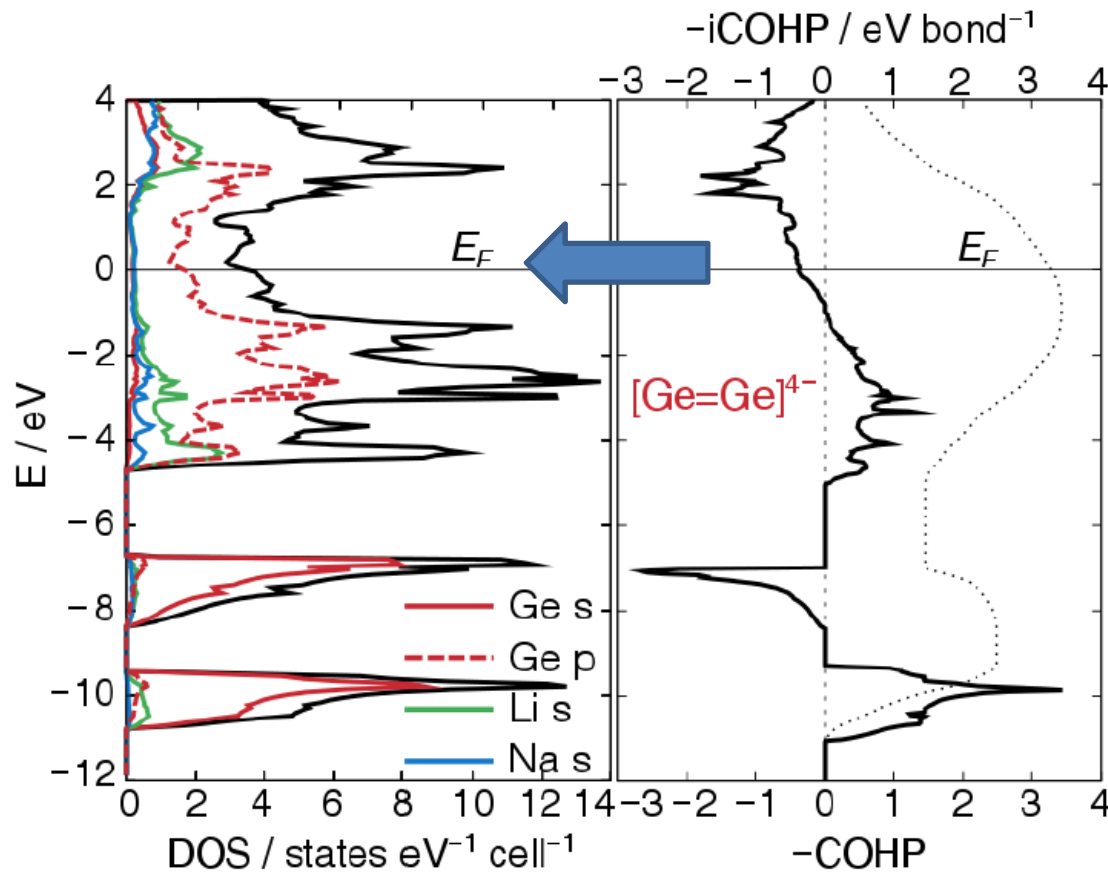 −iCOHP / eV bond⁻¹
−3 −2 −1 0 1 2 3 4
4
2
0
−2
−4
−6
−8
−10
−12
E / eV
E_F
E_F
[Ge=Ge]⁴⁻
Ge s
Ge p
Li s
Na s
0 2 4 6 8 10 12 14
−3 −2 −1 0 1 2 3 4
DOS / states eV⁻¹ cell⁻¹
−COHP